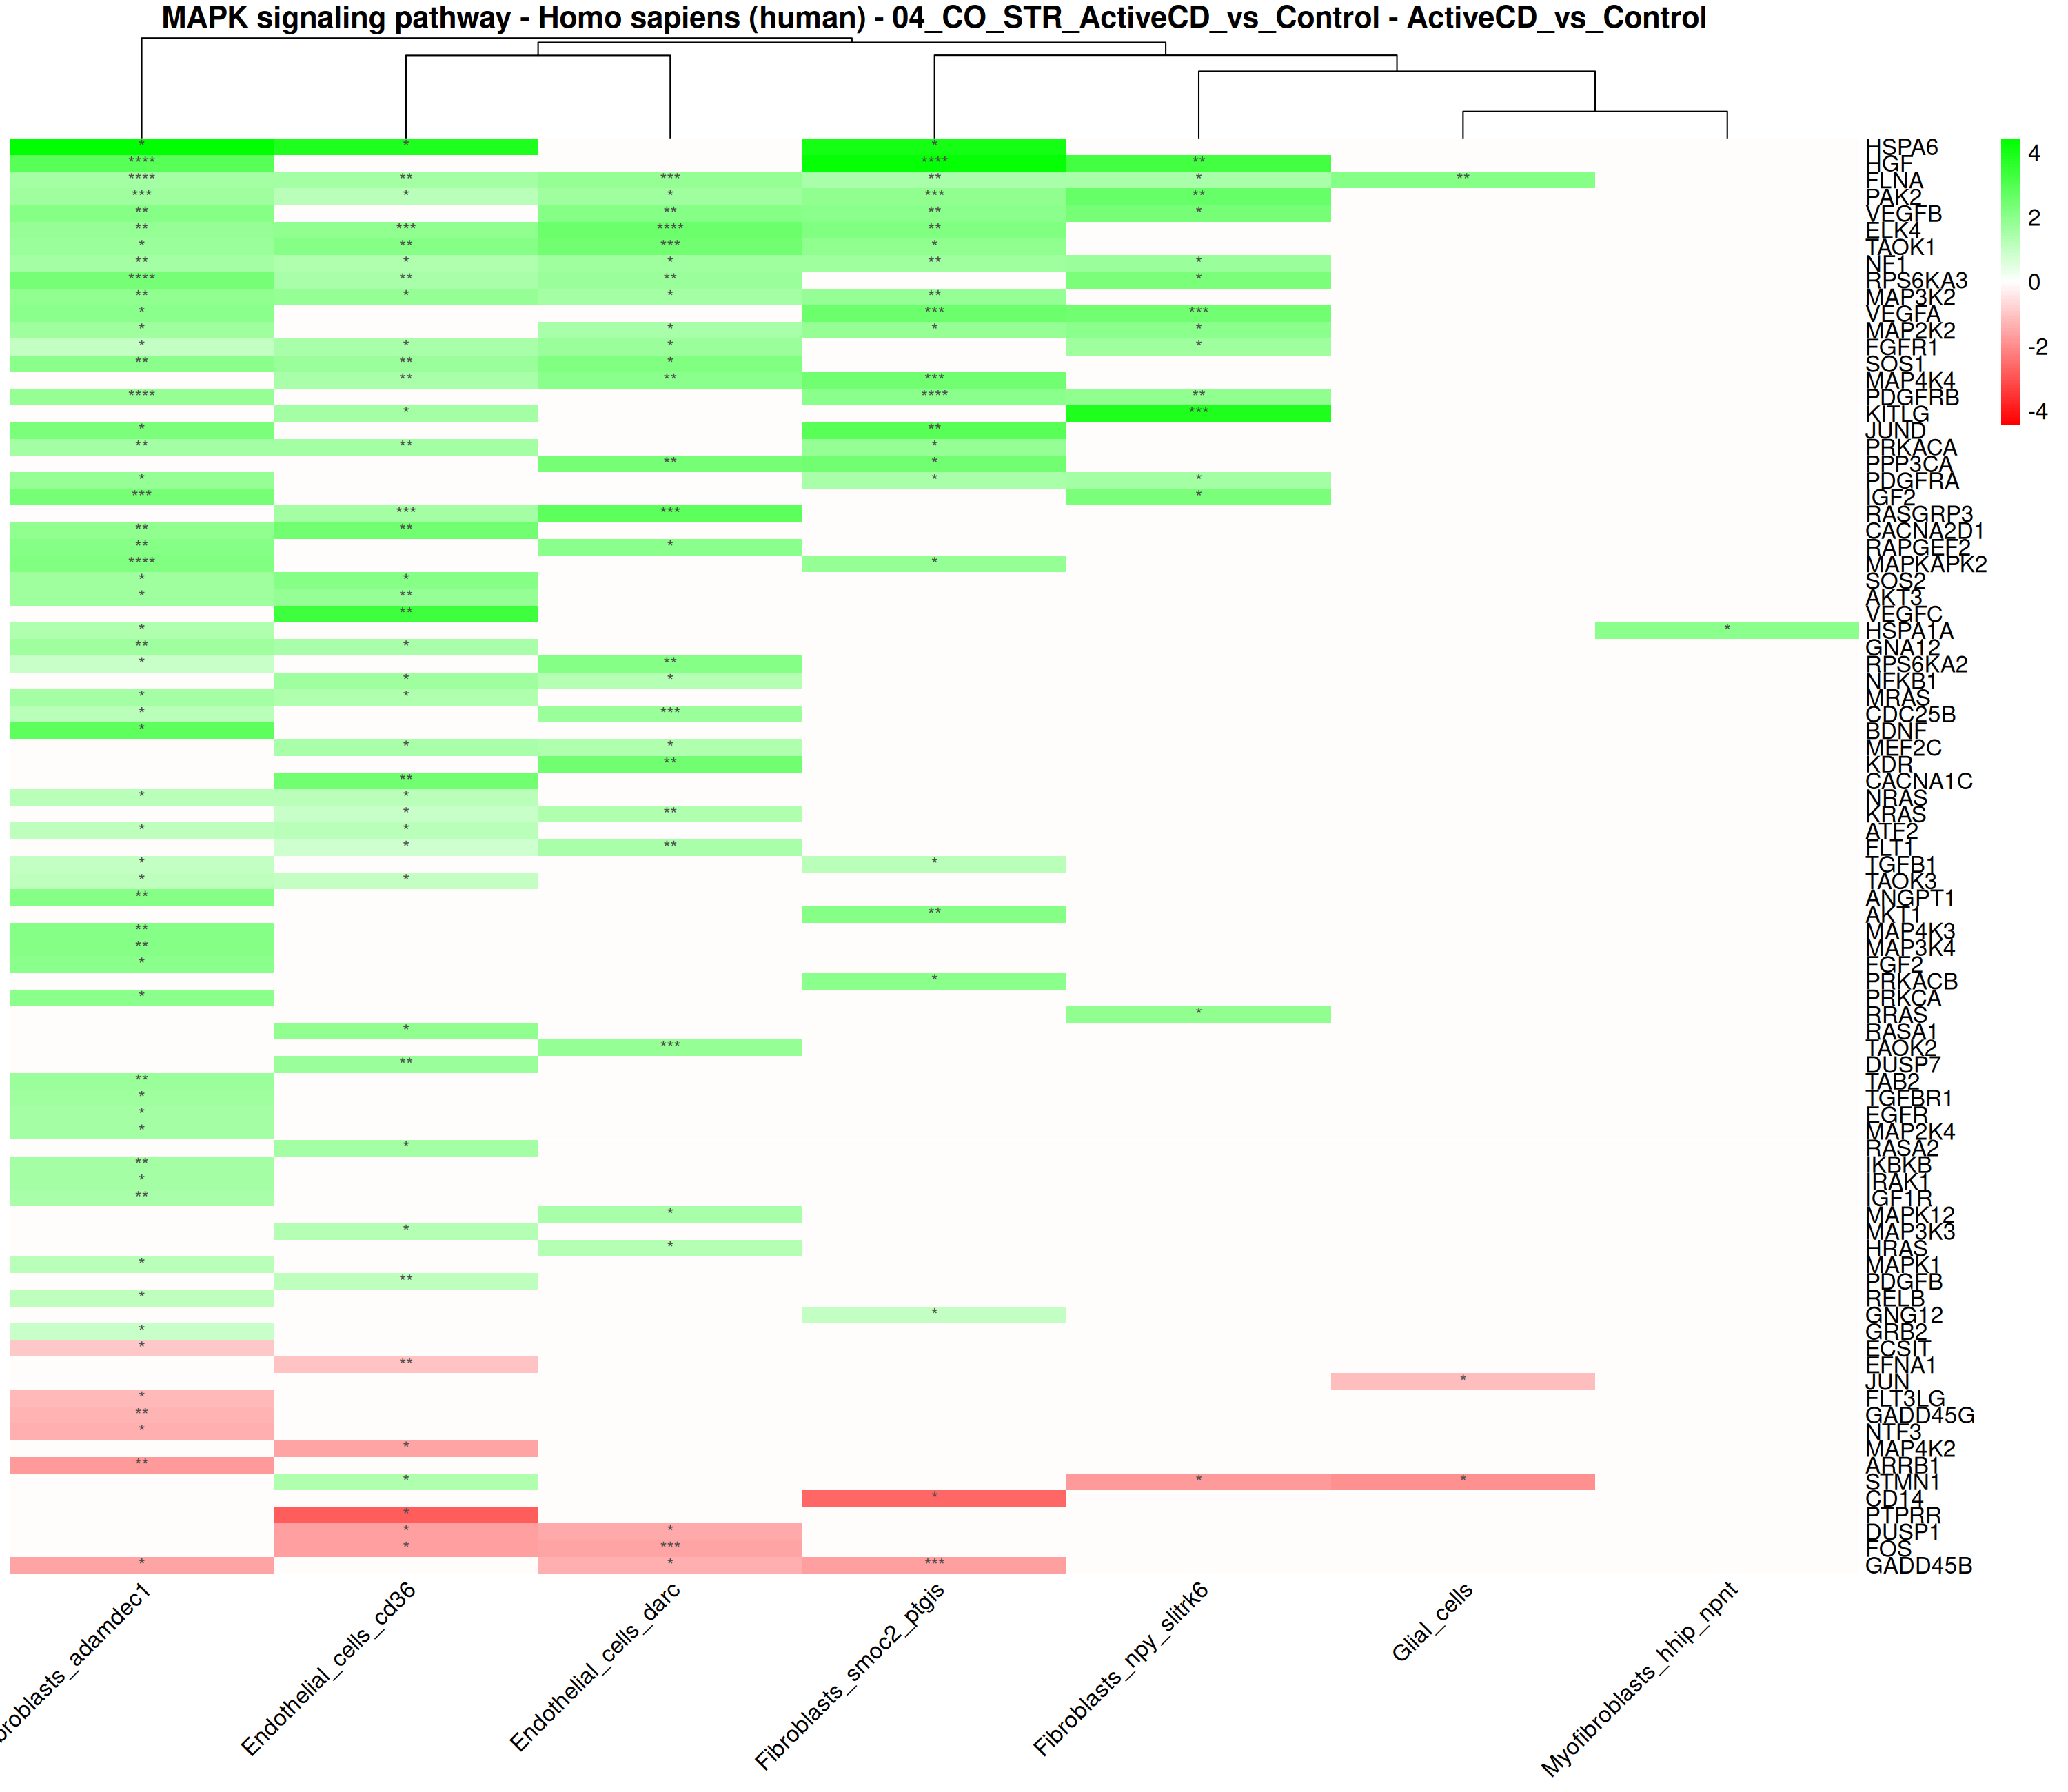 MAPK signaling pathway - Homo sapiens (human) - 04_CO_STR_ActiveCD_vs_Control - ActiveCD_vs_Control
* * * HSPA6
**** **** ** HGF
**** ** *** ** * ** FLNA
*** * * *** ** PAK2
** ** ** * VEGFB
** *** **** ** ELK4
* ** *** * TAOK1
** * * ** * NF1
**** ** ** * RPS6KA3
** * * ** MAP3K2
* *** *** VEGFA
* * * * MAP2K2
* * * * FGFR1
** ** * SOS1
** ** *** MAP4K4
**** **** ** PDGFRB
* *** KITLG
* ** JUND
** ** * PRKACA
** * PPP3CA
* * * PDGFRA
*** * IGF2
*** *** RASGRP3
** ** CACNA2D1
** * RAPGEF2
**** * MAPKAPK2
* * SOS2
* ** AKT3
** VEGFC
* * HSPA1A
** * GNA12
* ** RPS6KA2
* * NFKB1
* * MRAS
* *** CDC25B
* BDNF
* * MEF2C
** KDR
** CACNA1C
* * NRAS
* ** KRAS
* * ATF2
* ** FLT1
* * TGFB1
* * TAOK3
** ANGPT1
** AKT1
** MAP4K3
** MAP3K4
* FGF2
* PRKACB
* PRKCA
* RRAS
* RASA1
*** TAOK2
** DUSP7
** TAB2
* TGFBR1
* EGFR
* MAP2K4
* RASA2
** IKBKB
* IRAK1
** IGF1R
* MAPK12
* MAP3K3
* HRAS
* MAPK1
** PDGFB
* RELB
* GNG12
* GRB2
* ECSIT
** EFNA1
* JUN
* FLT3LG
** GADD45G
* NTF3
* MAP4K2
** ARRB1
* * * STMN1
* CD14
* PTPRR
* * DUSP1
* *** FOS
* * *** GADD45B
4
2
0
-2
-4
broblasts_adamdec1
Endothelial_cells_cd36
Endothelial_cells_darc
Fibroblasts_smoc2_ptgis
Fibroblasts_npy_slitrk6
Glial_cells
Myofibroblasts_hhip_npnt